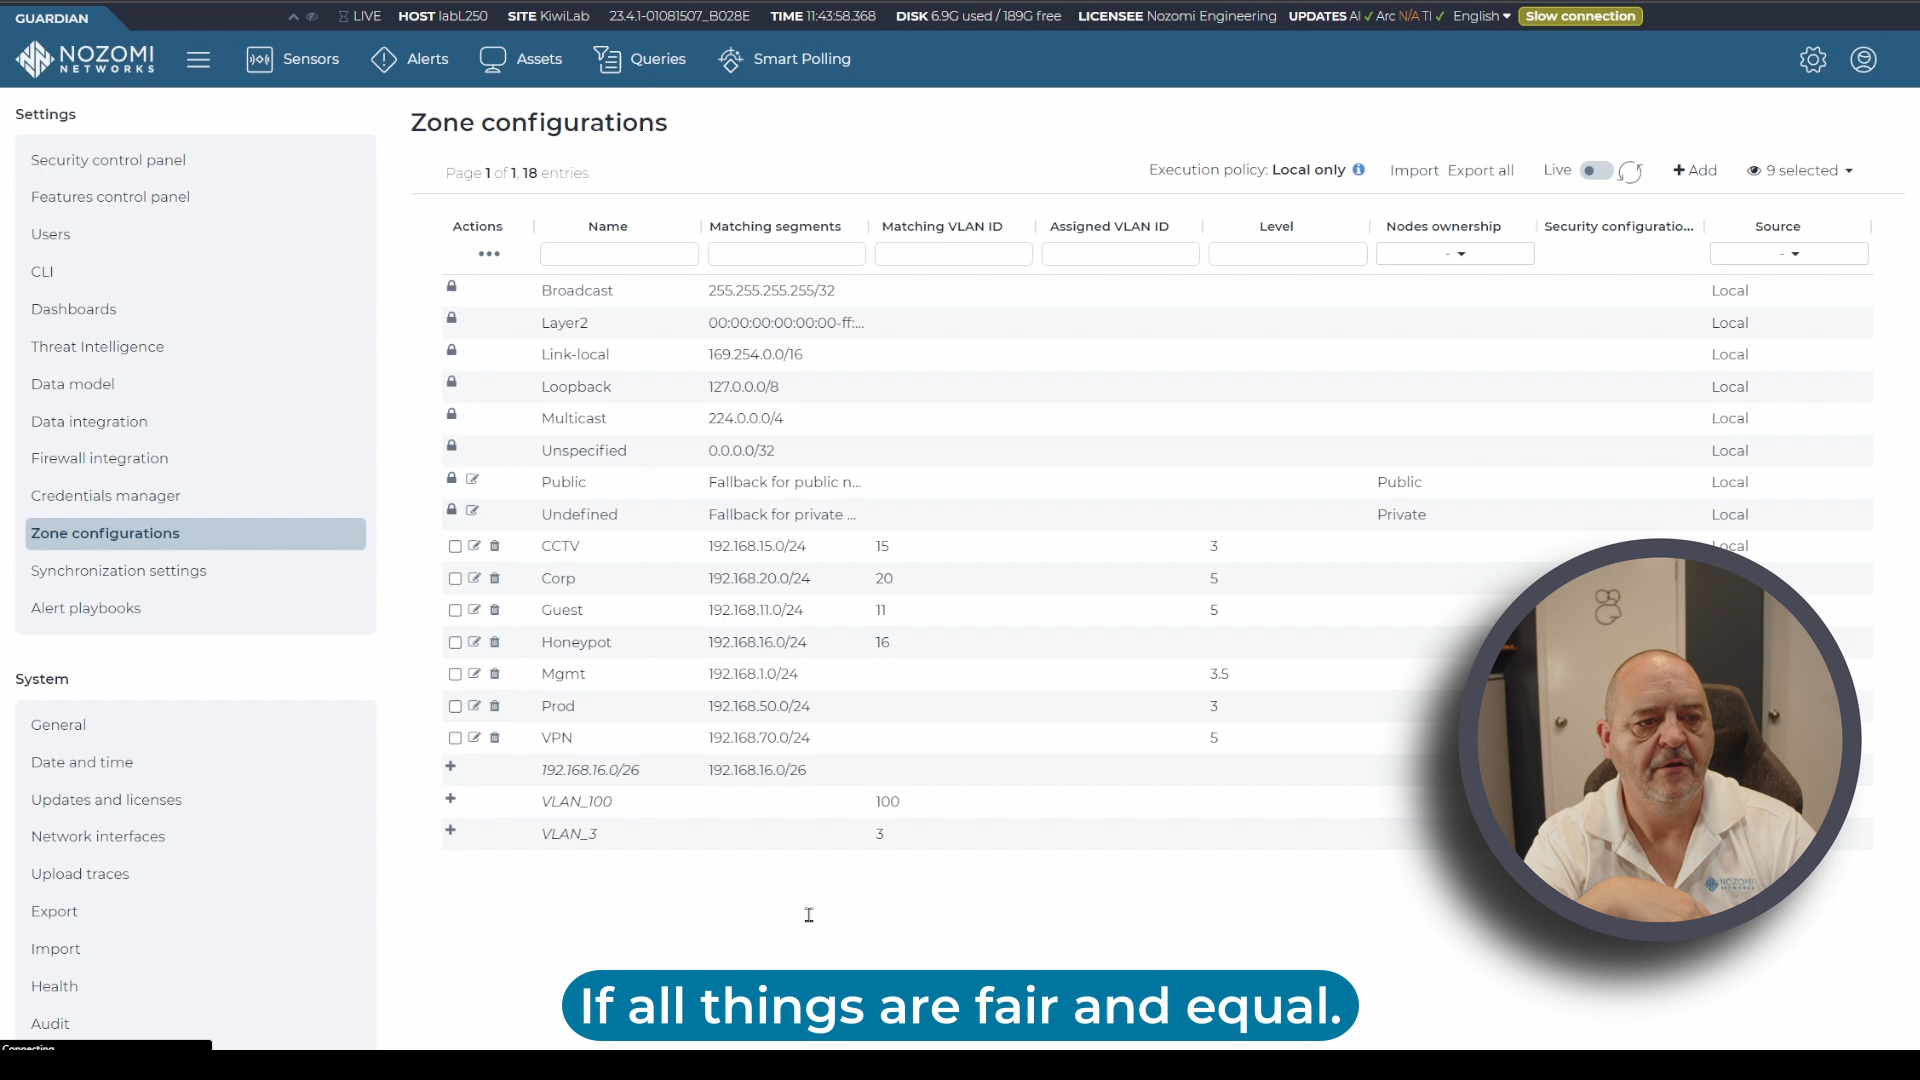 GUARDIAN
LIVE HOST labL250 SITE KiwiLab 23.4.1-01081507_B028E TIME 11:43:58.368 DISK 6.9G used / 189G free LICENSEE Nozomi Engineering UPDATES AI ✓ Arc N/A TI ✓ English Slow connection
NOZOMI NETWORKS Sensors Alerts Assets Queries Smart Polling
Settings
Security control panel
Features control panel
Users
CLI
Dashboards
Threat Intelligence
Data model
Data integration
Firewall integration
Credentials manager
Zone configurations
Synchronization settings
Alert playbooks
System
General
Date and time
Updates and licenses
Network interfaces
Upload traces
Export
Import
Health
Audit
Zone configurations
Page 1 of 1, 18 entries Execution policy: Local only Import Export all Live + Add 9 selected
Actions Name Matching segments Matching VLAN ID Assigned VLAN ID Level Nodes ownership Security configuratio... Source
••• - -
Broadcast 255.255.255.255/32 Local
Layer2 00:00:00:00:00:00-ff:... Local
Link-local 169.254.0.0/16 Local
Loopback 127.0.0.0/8 Local
Multicast 224.0.0.0/4 Local
Unspecified 0.0.0.0/32 Local
Public Fallback for public n... Public Local
Undefined Fallback for private ... Private Local
CCTV 192.168.15.0/24 15 3 Local
Corp 192.168.20.0/24 20 5
Guest 192.168.11.0/24 11 5
Honeypot 192.168.16.0/24 16
Mgmt 192.168.1.0/24 3.5
Prod 192.168.50.0/24 3
VPN 192.168.70.0/24 5
+ 192.168.16.0/26 192.168.16.0/26
+ VLAN_100 100
+ VLAN_3 3
NOZOMI NETWORKS
If all things are fair and equal.
Connecting